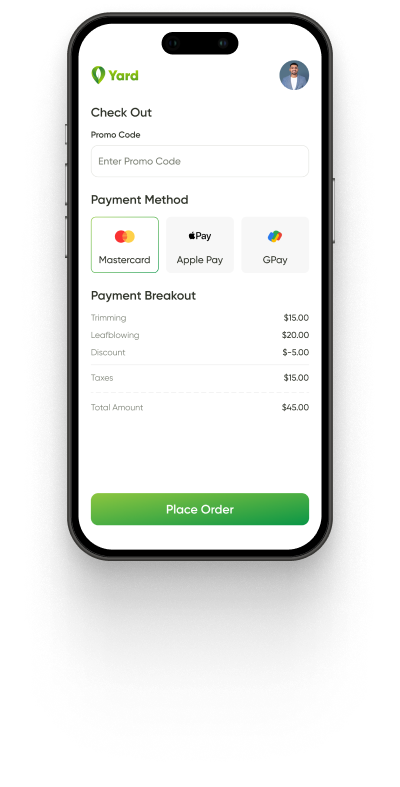 Yard
Check Out
Promo Code
Enter Promo Code
Payment Method
Pay
Mastercard Apple Pay GPay
Payment Breakout
Trimming $15.00
Leafblowing $20.00
Discount $-5.00
Taxes $15.00
Total Amount $45.00
Place Order